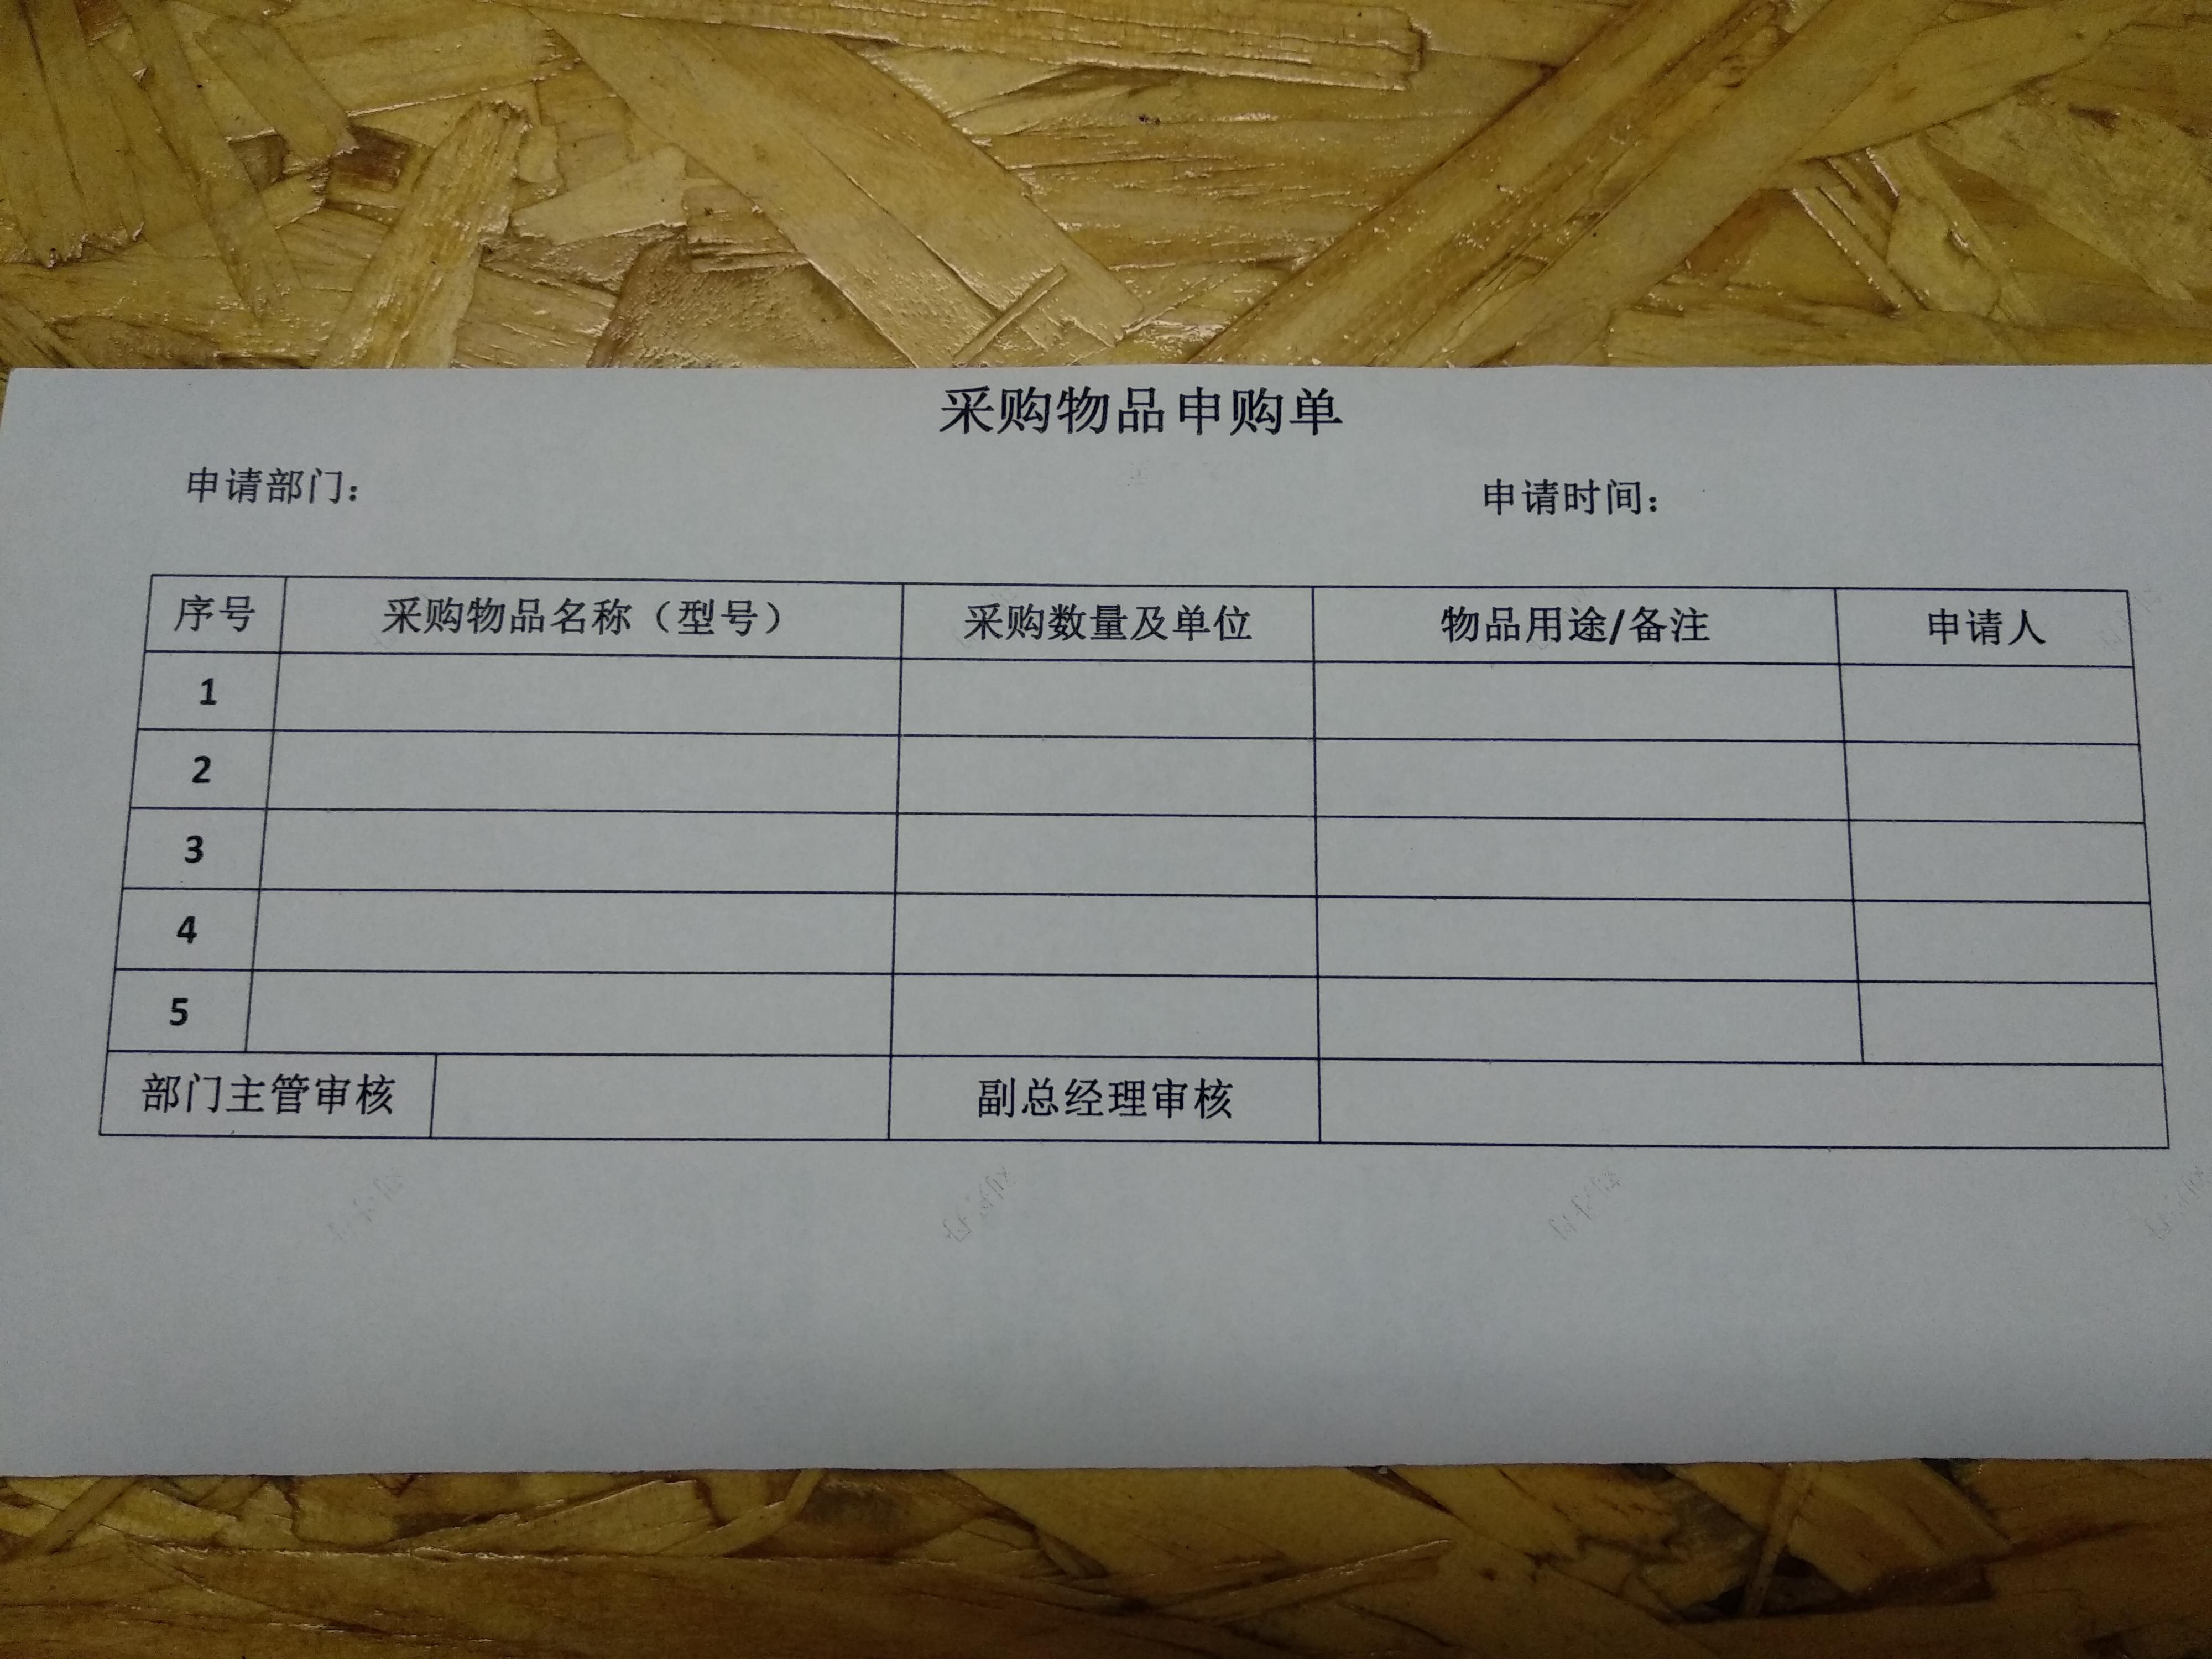 采购物品申购单
申请部门： 申请时间：
序号 采购物品名称（型号） 采购数量及单位 物品用途/备注 申请人
1
2
3
4
5
部门主管审核 副总经理审核